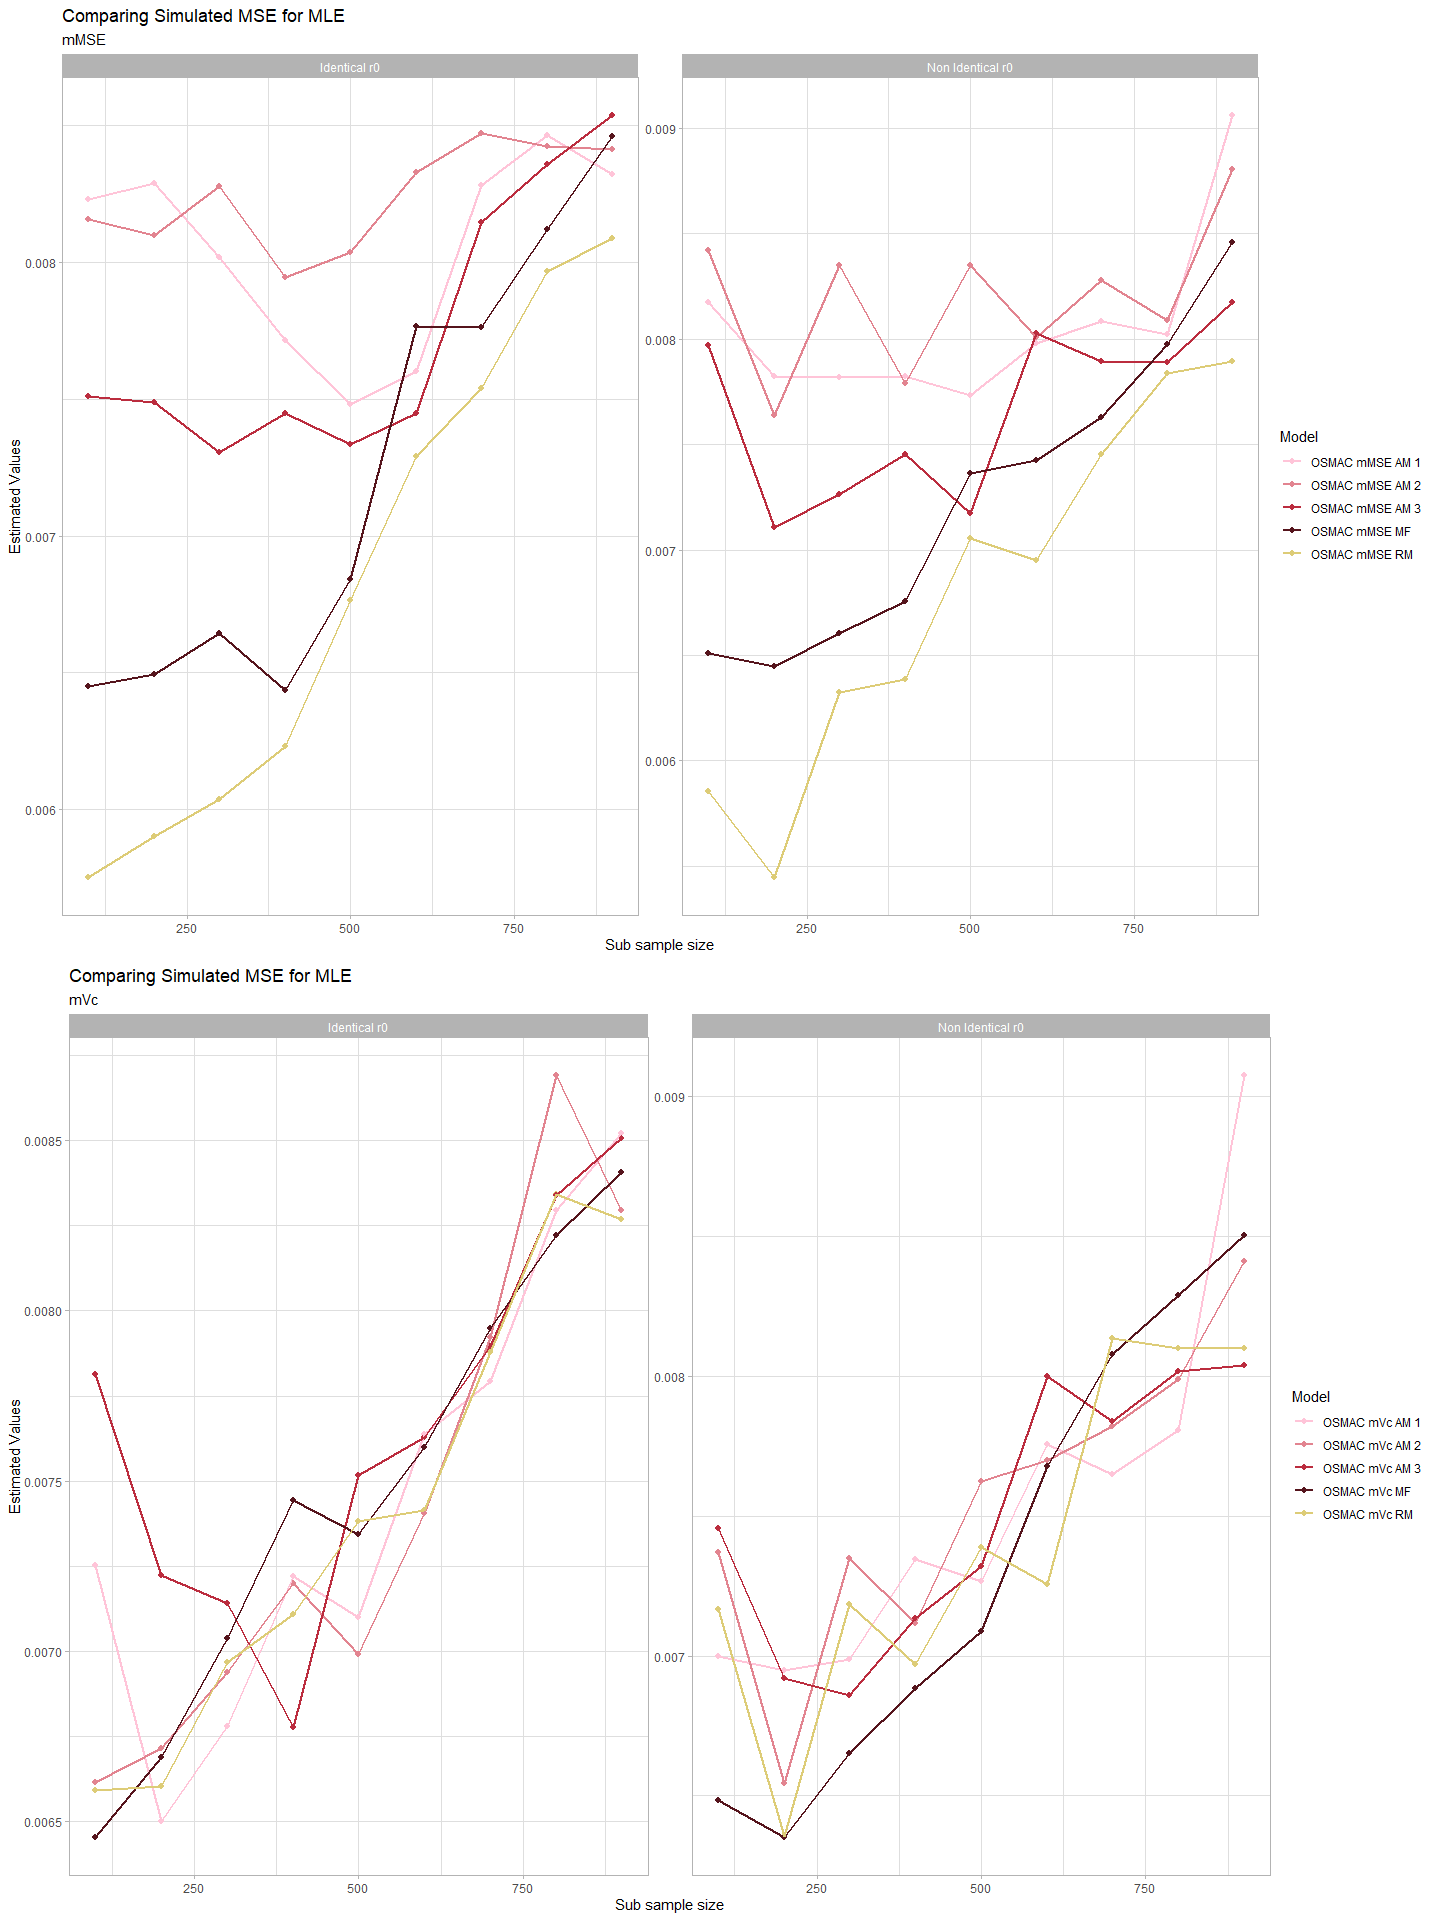 Comparing Simulated MSE for MLE
mMSE
Identical r0
Non Identical r0
Estimated Values
0.008
0.007
0.006
0.009
0.008
0.007
0.006
250
500
750
250
500
750
Sub sample size
Model
OSMAC mMSE AM 1
OSMAC mMSE AM 2
OSMAC mMSE AM 3
OSMAC mMSE MF
OSMAC mMSE RM
Comparing Simulated MSE for MLE
mVc
Identical r0
Non Identical r0
Estimated Values
0.0085
0.0080
0.0075
0.0070
0.0065
0.009
0.008
0.007
250
500
750
250
500
750
Sub sample size
Model
OSMAC mVc AM 1
OSMAC mVc AM 2
OSMAC mVc AM 3
OSMAC mVc MF
OSMAC mVc RM